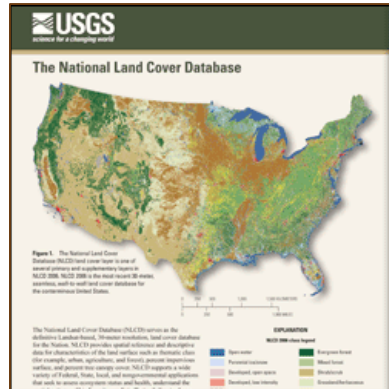 USGS
science for a changing world
The National Land Cover Database
Figure 1. The National Land Cover
Database (NLCD) land cover layer is one of
several primary and supplementary layers in
NLCD 2006. NLCD 2006 is the most recent 30-meter,
seamless, wall-to-wall land cover database for
the conterminous United States.
The National Land Cover Database (NLCD) serves as the
definitive Landsat-based, 30-meter resolution, land cover database
for the Nation. NLCD provides spatial reference and descriptive
data for characteristics of the land surface such as thematic class
(for example, urban, agriculture, and forest), percent impervious
surface, and percent tree canopy cover. NLCD supports a wide
variety of Federal, State, local, and nongovernmental applications
that seek to assess ecosystem status and health, understand the
EXPLANATION
NLCD 2006 class legend
Open water
Perennial ice/snow
Developed, open space
Developed, low intensity
Evergreen forest
Mixed forest
Shrub/scrub
Grassland/herbaceous